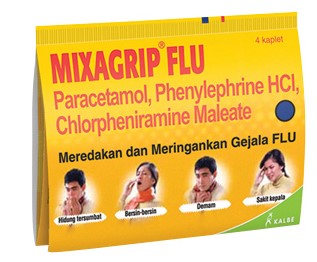 4 kaplet
MIXAGRIP® FLU
Paracetamol, Phenylephrine HCl,
Chlorpheniramine Maleate
Meredakan dan Meringankan Gejala FLU
Hidung tersumbat
Bersin-bersin
Demam
Sakit kepala
KALBE